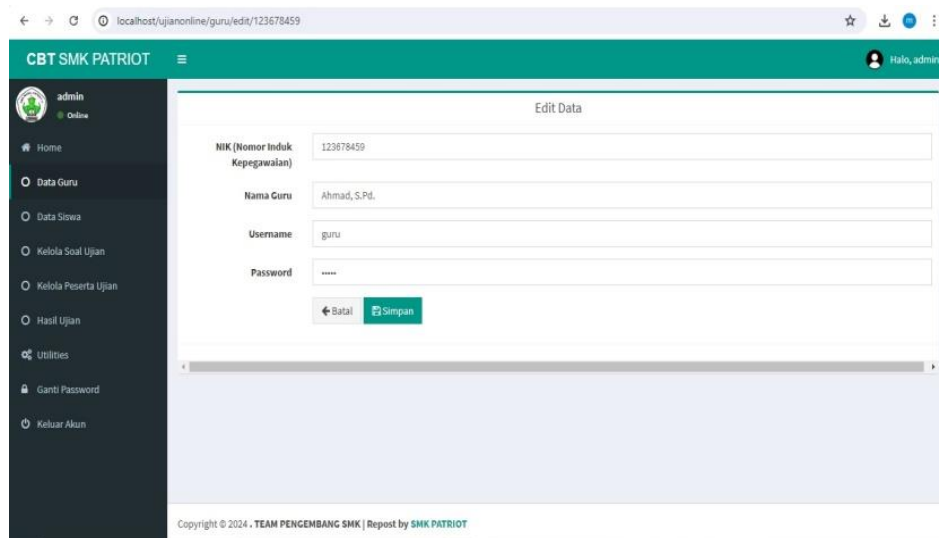 localhost/ujianonline/guru/edit/123678459
CBT SMK PATRIOT
Halo, admin
admin
Online
Home
Data Guru
Data Siswa
Kelola Soal Ujian
Kelola Peserta Ujian
Hasil Ujian
Utilities
Ganti Password
Keluar Akun
Edit Data
NIK (Nomor Induk
Kepegawaian)
123678459
Nama Guru
Ahmad, S.Pd.
Username
guru
Password
•••••
Batal
Simpan
Copyright © 2024 . TEAM PENGEMBANG SMK | Repost by SMK PATRIOT